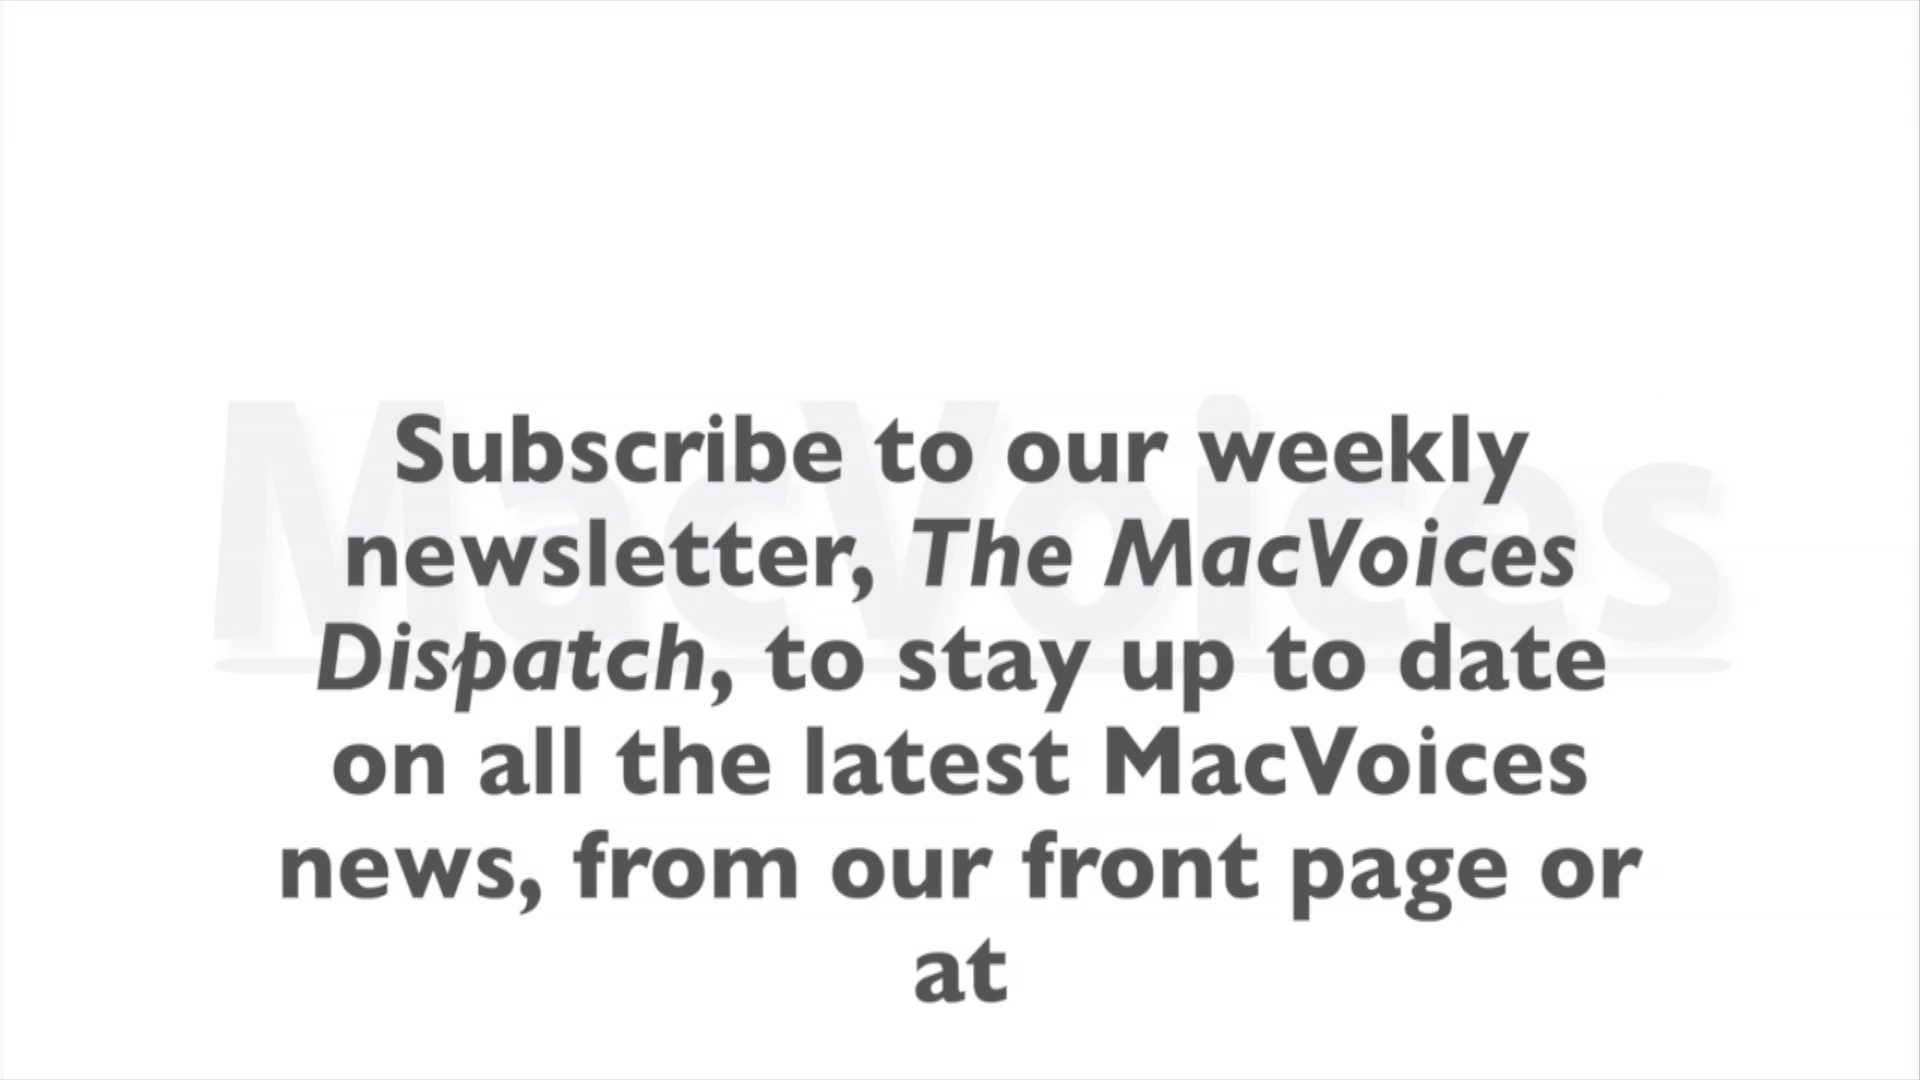 MacVoices
Subscribe to our weekly
newsletter, The MacVoices
Dispatch, to stay up to date
on all the latest MacVoices
news, from our front page or
at